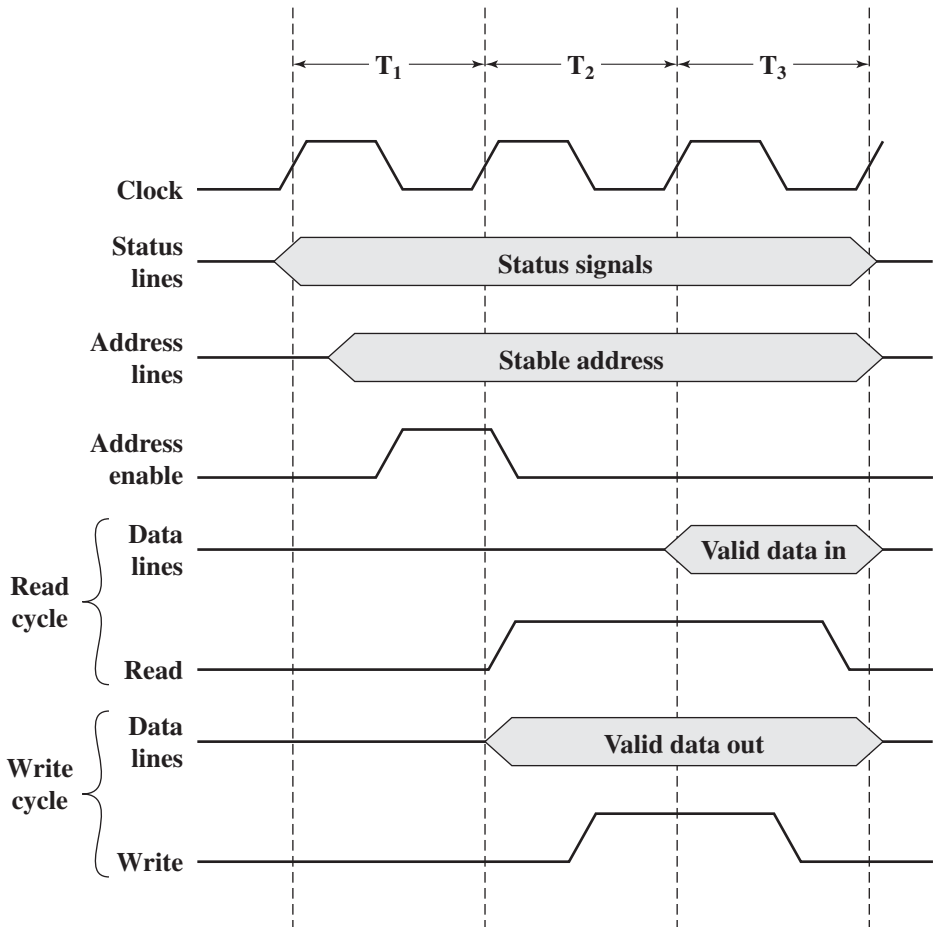 T1
T2
T3
Clock
Status
lines
Status signals
Address
lines
Stable address
Address
enable
Read
cycle
Data
lines
Valid data in
Read
Write
cycle
Data
lines
Valid data out
Write